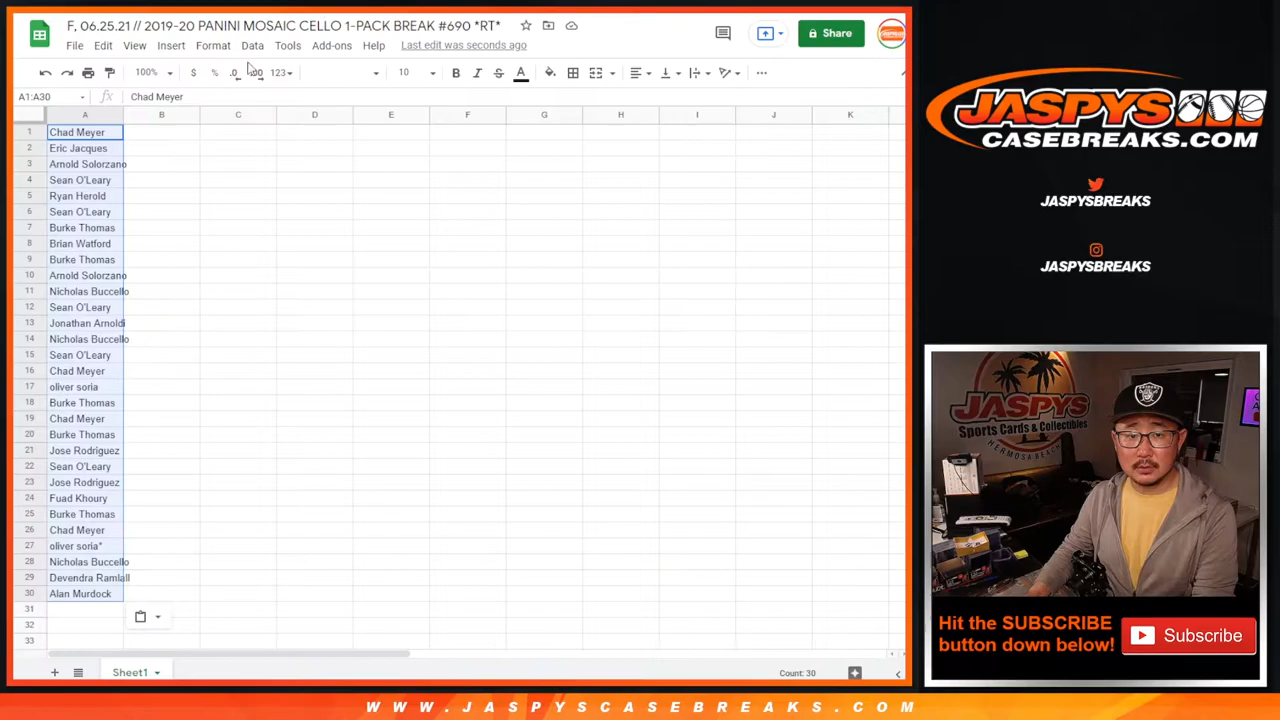 F, 06.25.21 // 2019-20 PANINI MOSAIC CELLO 1-PACK BREAK #690 *RT*
File Edit View Insert Format Data Tools Add-ons Help Last edit was seconds ago
Share
100% $ % .0 .00 123 10 B I S A
A1:A30 fx Chad Meyer
A B C D E F G H I J K
1 Chad Meyer
2 Eric Jacques
3 Arnold Solorzano
4 Sean O'Leary
5 Ryan Herold
6 Sean O'Leary
7 Burke Thomas
8 Brian Watford
9 Burke Thomas
10 Arnold Solorzano
11 Nicholas Buccello
12 Sean O'Leary
13 Jonathan Arnoldi
14 Nicholas Buccello
15 Sean O'Leary
16 Chad Meyer
17 oliver soria
18 Burke Thomas
19 Chad Meyer
20 Burke Thomas
21 Jose Rodriguez
22 Sean O'Leary
23 Jose Rodriguez
24 Fuad Khoury
25 Burke Thomas
26 Chad Meyer
27 oliver soria*
28 Nicholas Buccello
29 Devendra Ramlall
30 Alan Murdock
31
32
33
Sheet1
Count: 30
JASPYS
CASEBREAKS.COM
JASPYSBREAKS
JASPYSBREAKS
JASPYS
Sports Cards & Collectibles
HERMOSA BEACH
RAIDERS
Hit the SUBSCRIBE
button down below!
Subscribe
WWW.JASPYSCASEBREAKS.COM